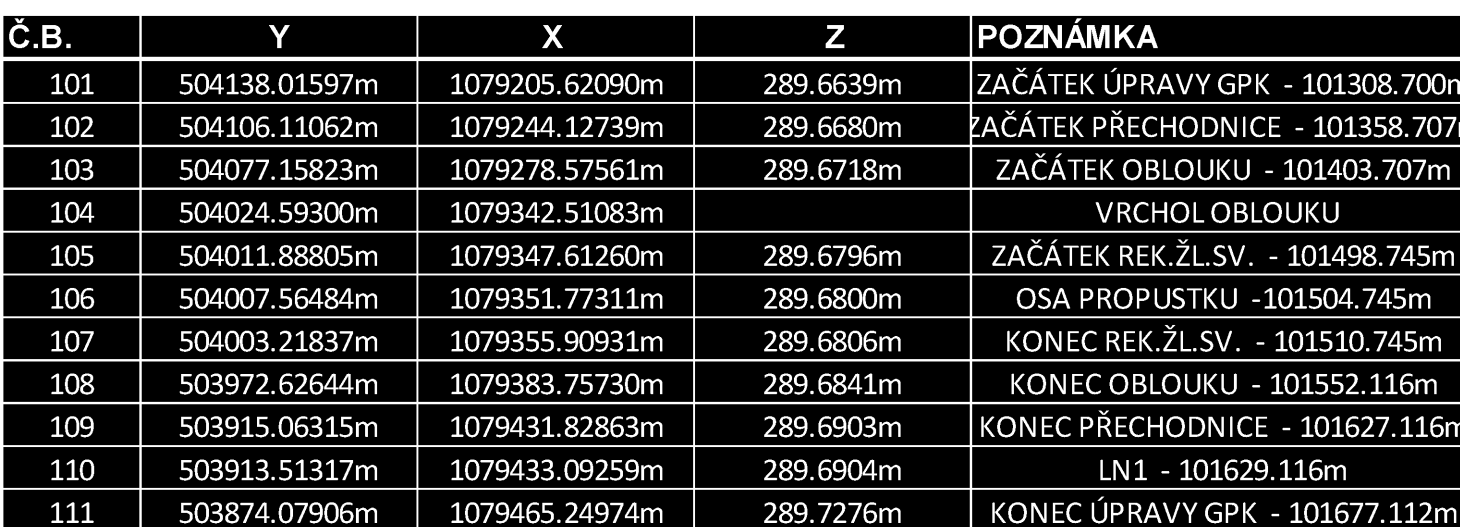 Č.B. Y X Z POZNÁMKA
101 504138.01597m 1079205.62090m 289.6639m ZAČÁTEK ÚPRAVY GPK - 101308.700m
102 504106.11062m 1079244.12739m 289.6680m ZAČÁTEK PŘECHODNICE - 101358.707m
103 504077.15823m 1079278.57561m 289.6718m ZAČÁTEK OBLOUKU - 101403.707m
104 504024.59300m 1079342.51083m VRCHOL OBLOUKU
105 504011.88805m 1079347.61260m 289.6796m ZAČÁTEK REK.ŽL.SV. - 101498.745m
106 504007.56484m 1079351.77311m 289.6800m OSA PROPUSTKU -101504.745m
107 504003.21837m 1079355.90931m 289.6806m KONEC REK.ŽL.SV. - 101510.745m
108 503972.62644m 1079383.75730m 289.6841m KONEC OBLOUKU - 101552.116m
109 503915.06315m 1079431.82863m 289.6903m KONEC PŘECHODNICE - 101627.116m
110 503913.51317m 1079433.09259m 289.6904m LN1 - 101629.116m
111 503874.07906m 1079465.24974m 289.7276m KONEC ÚPRAVY GPK - 101677.112m